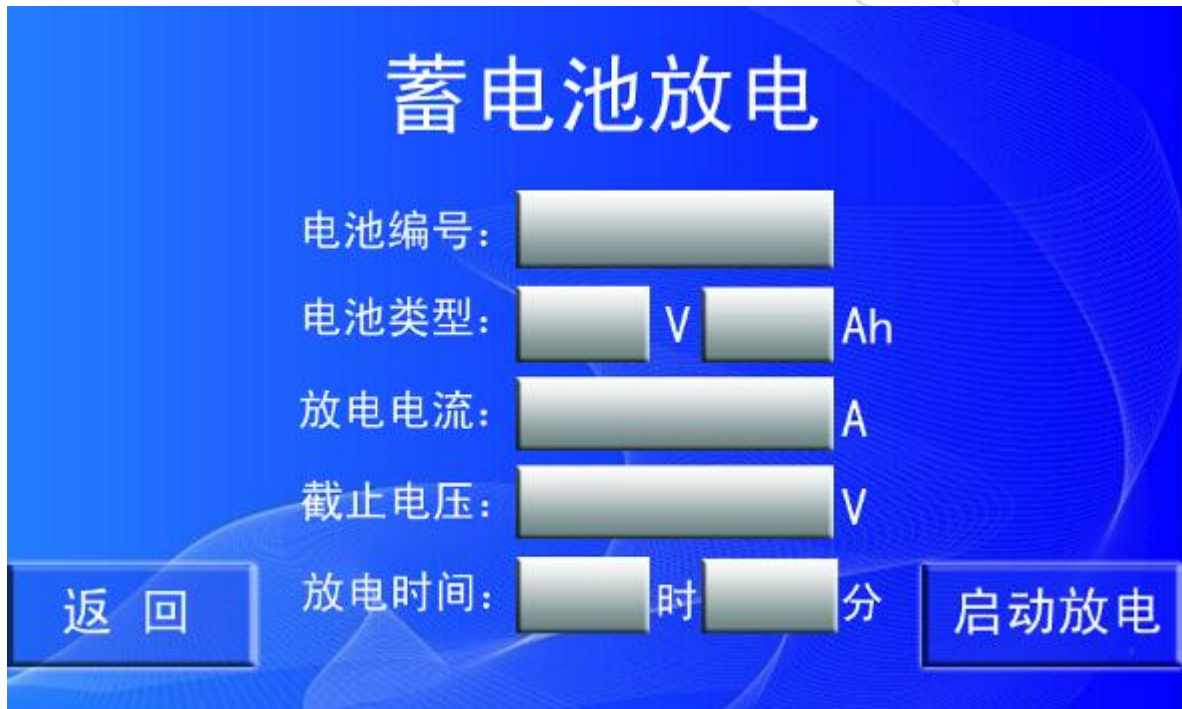 蓄电池放电
电池编号：
电池类型： V Ah
放电电流： A
截止电压： V
放电时间： 时 分
返 回
启动放电